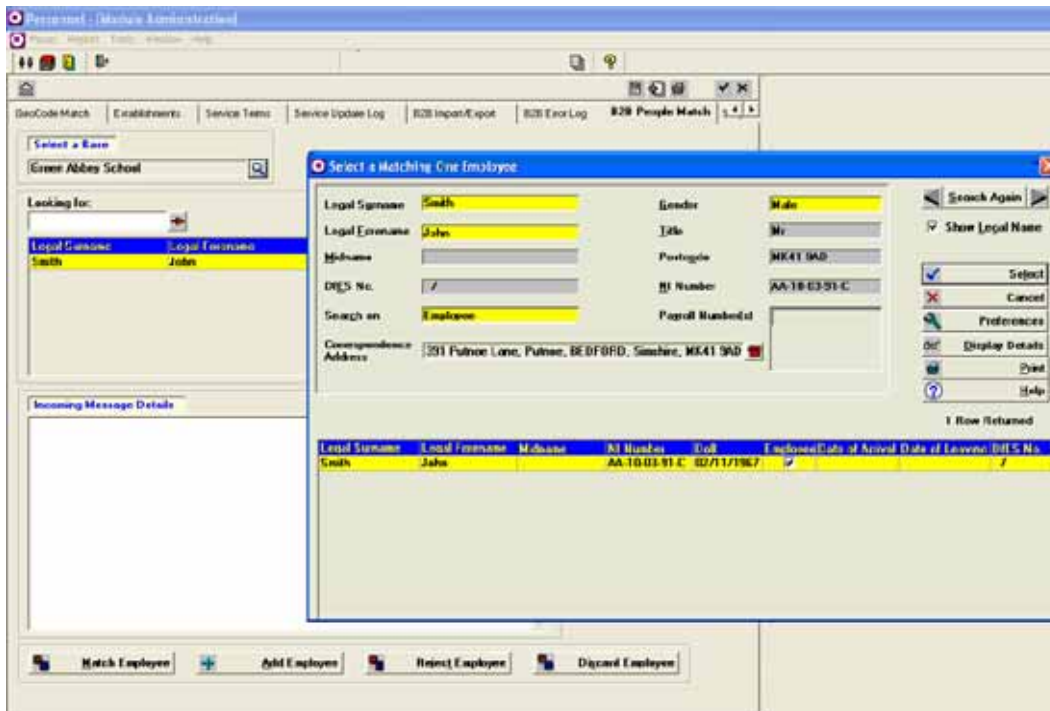 Personnel - [Module Administration]
Focus Reports Tools Window Help
GeoCode Match Establishments Service Terms Service Update Log B2B Import/Export B2B Error Log B2B People Match
Select a Base
Green Abbey School
Looking for:
Legal Surname Legal Forename
Smith John
Incoming Message Details
Match Employee Add Employee Reject Employee Discard Employee
Select a Matching One Employee
Legal Surname Smith Gender Male
Legal Forename John Title Mr
Midname Postcode MK41 9AD
DfES No. / NI Number AA-10-03-91-C
Search on Employee Payroll Number(s)
Correspondence Address 391 Putnoe Lane, Putnoe, BEDFORD, Simshire, MK41 9AD
Search Again
Show Legal Name
Select
Cancel
Preferences
Display Details
Print
Help
1 Row Returned
Legal Surname Legal Forename Midname NI Number DoB Employee Date of Arrival Date of Leaving DfES No.
Smith John AA-10-03-91-C 02/11/1967 /